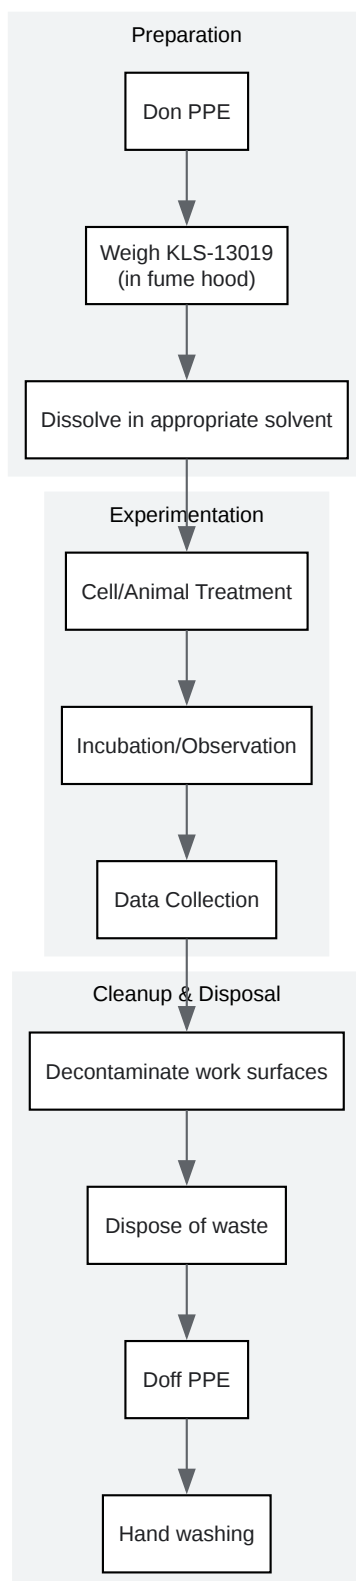 Preparation
Don PPE
Weigh KLS-13019
(in fume hood)
Dissolve in appropriate solvent
Experimentation
Cell/Animal Treatment
Incubation/Observation
Data Collection
Cleanup & Disposal
Decontaminate work surfaces
Dispose of waste
Doff PPE
Hand washing